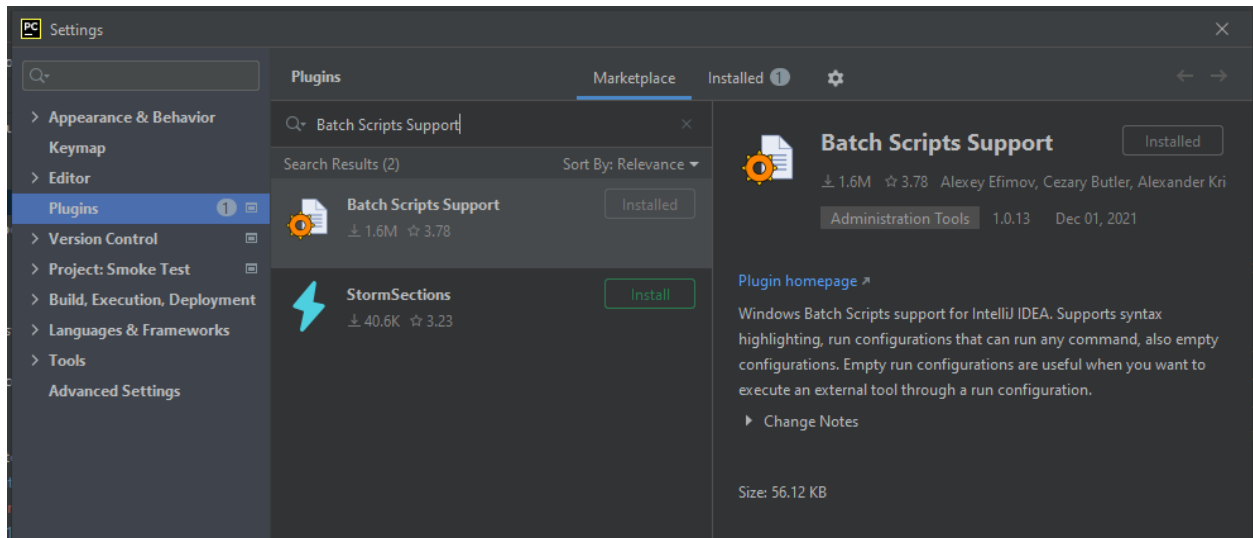 PC Settings
Plugins
Marketplace
Installed 1
Appearance & Behavior
Keymap
Editor
Plugins 1
Version Control
Project: Smoke Test
Build, Execution, Deployment
Languages & Frameworks
Tools
Advanced Settings
Batch Scripts Support
Search Results (2)
Sort By: Relevance
Batch Scripts Support
Installed
1.6M 3.78
StormSections
Install
40.6K 3.23
Batch Scripts Support
Installed
1.6M 3.78 Alexey Efimov, Cezary Butler, Alexander Kri
Administration Tools 1.0.13 Dec 01, 2021
Plugin homepage
Windows Batch Scripts support for IntelliJ IDEA. Supports syntax
highlighting, run configurations that can run any command, also empty
configurations. Empty run configurations are useful when you want to
execute an external tool through a run configuration.
Change Notes
Size: 56.12 KB